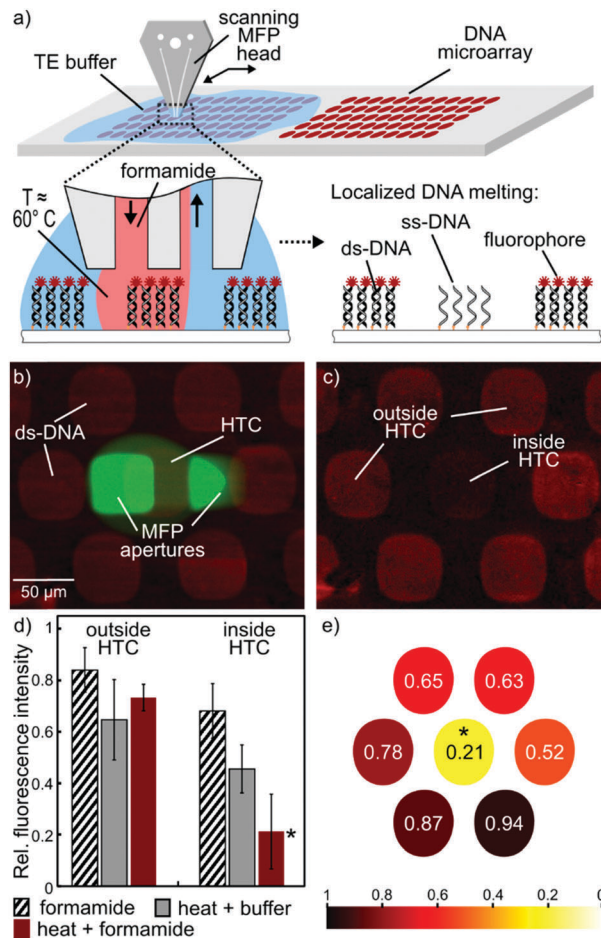 a)
scanning
MFP
head
TE buffer
DNA
microarray
formamide
T ≈
60° C
Localized DNA melting:
ss-DNA
ds-DNA
fluorophore
b)
HTC
ds-DNA
MFP
apertures
50 µm
c)
outside
HTC
inside
HTC
d)
outside
HTC
inside
HTC
Rel. fluorescence intensity
1
0.8
0.6
0.4
0.2
0
*
formamide
heat + buffer
heat + formamide
e)
0.65
0.63
0.78
*
0.21
0.52
0.87
0.94
1
0.8
0.6
0.4
0.2
0